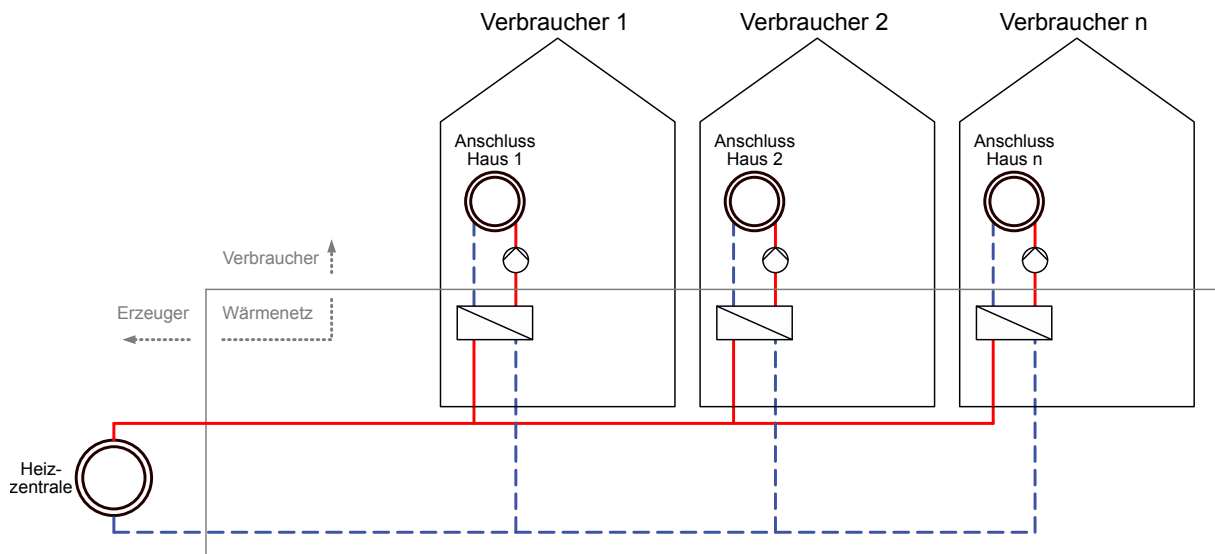 Verbraucher 1
Verbraucher 2
Verbraucher n
Anschluss
Haus 1
Anschluss
Haus 2
Anschluss
Haus n
Verbraucher
Erzeuger
Wärmenetz
Heiz-
zentrale